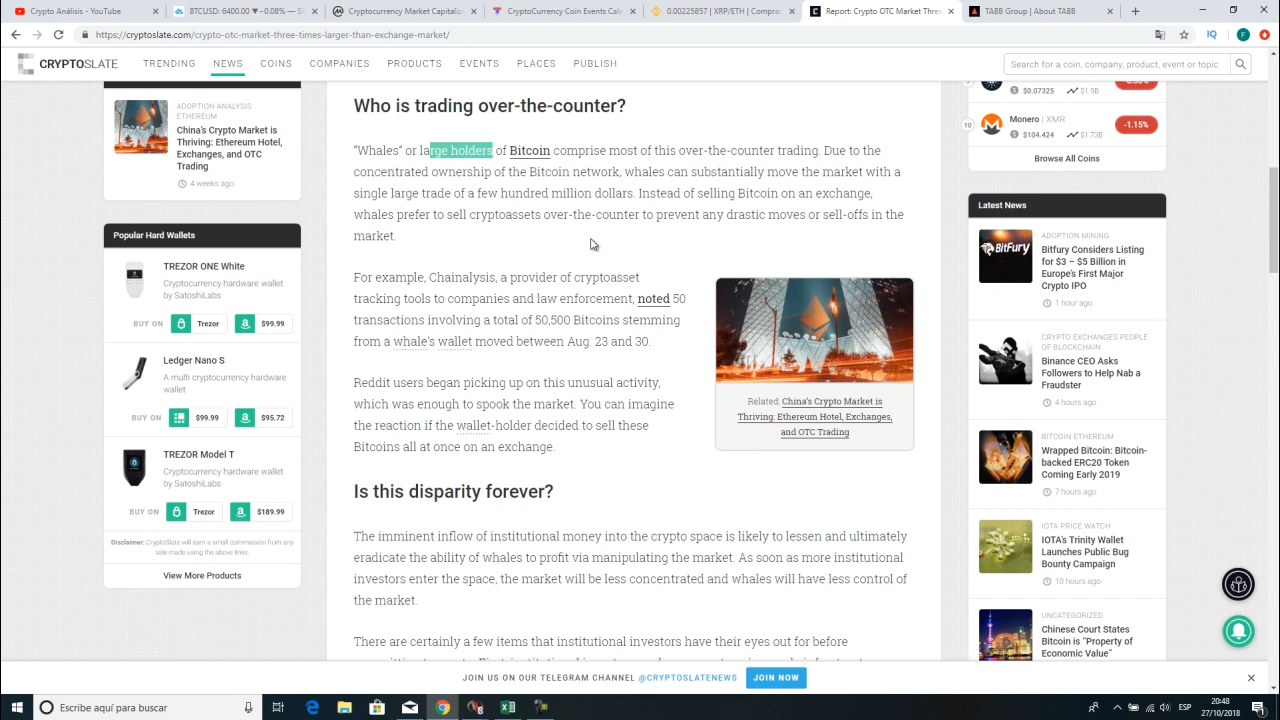 Crypto Análisis - YouTube
BTCUSD: 6400.00 ▼−0.08% — S
Cryptocurrency Market Capitaliz
CryptoCurrency Coin Events Cale
0.00225857 | XRP/ETH | Compra
Report: Crypto OTC Market Three
TABB Group | About TABB
https://cryptoslate.com/crypto-otc-market-three-times-larger-than-exchange-market/
CRYPTOSLATE
TRENDING
NEWS
COINS
COMPANIES
PRODUCTS
EVENTS
PLACES
PUBLISH
Search for a coin, company, product, event or topic
ADOPTION ANALYSIS
ETHEREUM
China's Crypto Market is
Thriving: Ethereum Hotel,
Exchanges, and OTC
Trading
4 weeks ago
Popular Hard Wallets
TREZOR ONE White
Cryptocurrency hardware
wallet
by SatoshiLabs
BUY ON
Trezor
$99.99
Ledger Nano S
A multi cryptocurrency hardware
wallet
BUY ON
$99.99
$95.72
TREZOR Model T
Cryptocurrency hardware
wallet
by SatoshiLabs
BUY ON
Trezor
$189.99
Disclaimer: CryptoSlate will earn a small commission from any
sale made using the above links.
View More Products
Who is trading over-the-counter?
“Whales” or large holders of Bitcoin comprise most of this over-the-counter trading. Due to the
concentrated ownership of the Bitcoin network, whales can substantially move the market with a
single large trade of a few hundred million dollars. Instead of selling Bitcoin on an exchange,
whales prefer to sell cryptoassets over-the-counter to prevent any drastic moves or sell-offs in the
market.
For example, Chainalysis, a provider of cryptoasset
tracking tools to companies and law enforcement, noted 50
transactions involving a total of 50,500 Bitcoins stemming
from a whale's wallet moved between Aug. 23 and 30.
Reddit users began picking up on this unusual activity,
which was enough to spook the market. You can imagine
the reaction if the wallet-holder decided to sell these
Bitcoins all at once on an exchange.
Related: China's Crypto Market is
Thriving: Ethereum Hotel, Exchanges,
and OTC Trading
Is this disparity forever?
The imminent inflow of institutional money into the crypto space is likely to lessen and ultimately
eradicate the ability of whales to profit via manipulating the market. As soon as more institutional
investors enter the space, the market will be less concentrated and whales will have less control of
the market.
There are certainly a few items that institutional investors have their eyes out for before
$0.07325
$1.9B
10
Monero | XMR
$104.424
$1.73B
-1.15%
Browse All Coins
Latest News
BITFURY
ADOPTION MINING
Bitfury Considers Listing
for $3 – $5 Billion in
Europe's First Major
Crypto IPO
1 hour ago
CRYPTO EXCHANGES PEOPLE
OF BLOCKCHAIN
Binance CEO Asks
Followers to Help Nab a
Fraudster
4 hours ago
BITCOIN ETHEREUM
Wrapped Bitcoin: Bitcoin-
backed ERC20 Token
Coming Early 2019
7 hours ago
IOTA PRICE WATCH
IOTA's Trinity Wallet
Launches Public Bug
Bounty Campaign
10 hours ago
UNCATEGORIZED
Chinese Court States
Bitcoin is “Property of
Economic Value”
JOIN US ON OUR TELEGRAM CHANNEL @CRYPTOSLATENEWS
JOIN NOW
Escribe aquí para buscar
ESP
20:48
27/10/2018